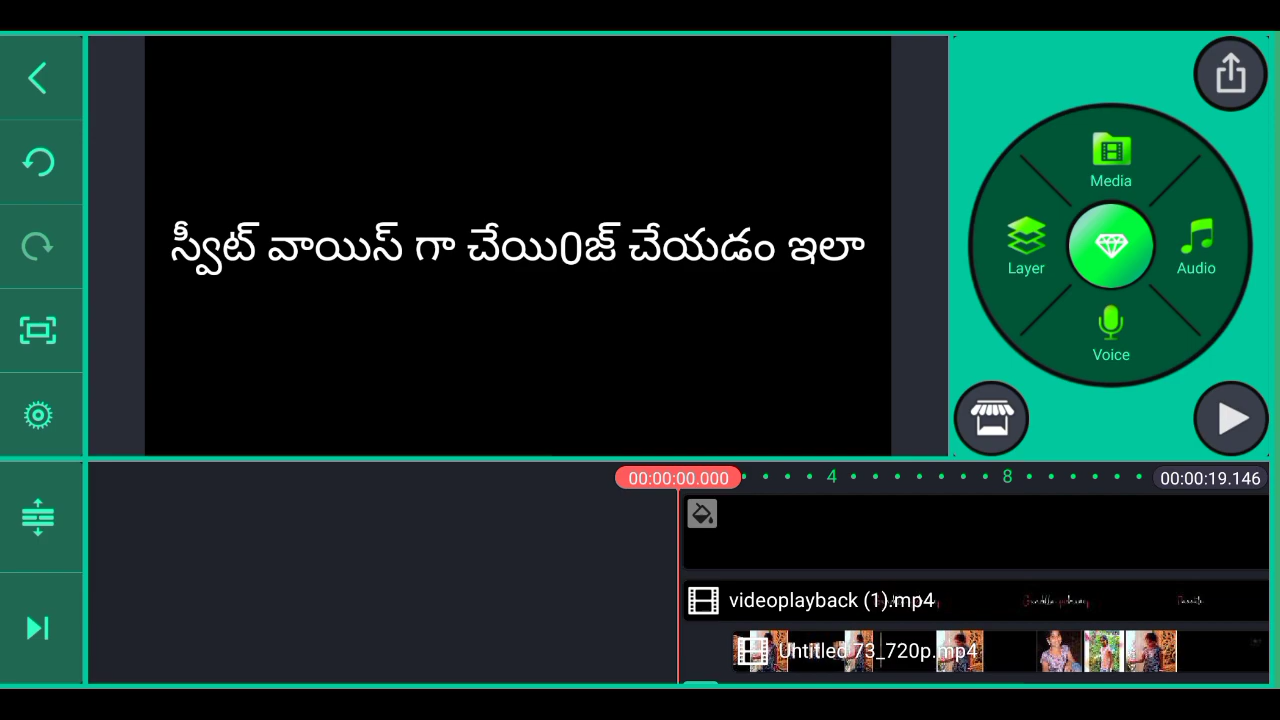 Media
స్వీట్ వాయిస్ గా చేయి0జ్ చేయడం ఇలా
Layer
Audio
Voice
00:00:00.000
4
8
00:00:19.146
videoplayback (1).mp4
Untitled 73_720p.mp4